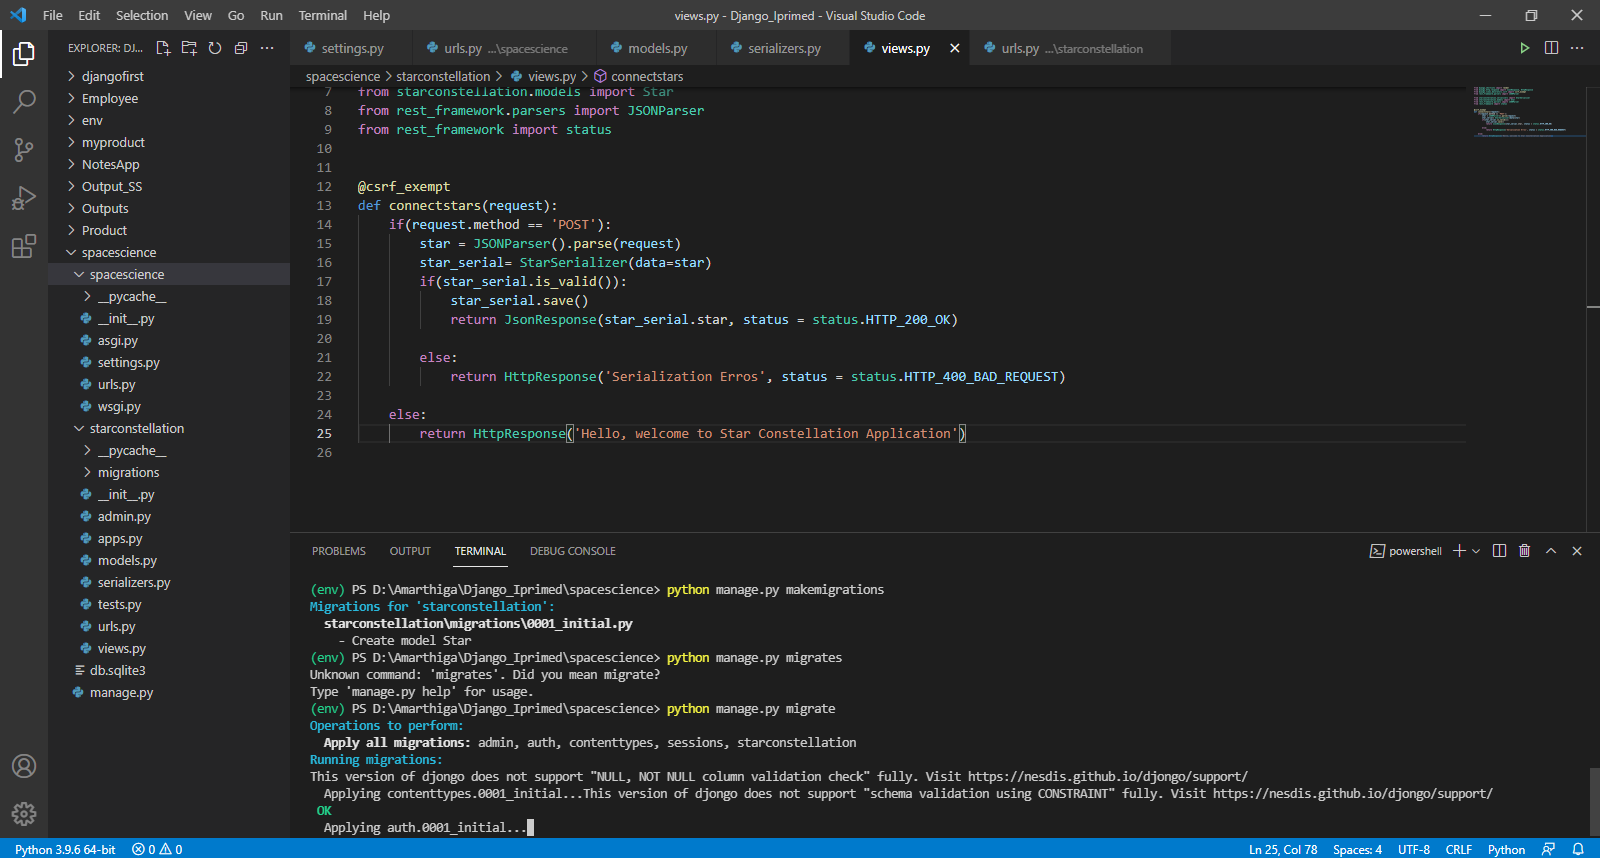 File Edit Selection View Go Run Terminal Help
views.py - Django_Iprimed - Visual Studio Code
EXPLORER: DJ...
settings.py urls.py ...\spacescience models.py serializers.py views.py urls.py ...\starconstellation
spacescience > starconstellation > views.py > connectstars
djangofirst
Employee
env
myproduct
NotesApp
Output_SS
Outputs
Product
spacescience
spacescience
__pycache__
__init__.py
asgi.py
settings.py
urls.py
wsgi.py
starconstellation
__pycache__
migrations
__init__.py
admin.py
apps.py
models.py
serializers.py
tests.py
urls.py
views.py
db.sqlite3
manage.py
7 from starconstellation.models import Star
8 from rest_framework.parsers import JSONParser
9 from rest_framework import status
10
11
12 @csrf_exempt
13 def connectstars(request):
14 if(request.method == 'POST'):
15 star = JSONParser().parse(request)
16 star_serial= StarSerializer(data=star)
17 if(star_serial.is_valid()):
18 star_serial.save()
19 return JsonResponse(star_serial.star, status = status.HTTP_200_OK)
20
21 else:
22 return HttpResponse('Serialization Erros', status = status.HTTP_400_BAD_REQUEST)
23
24 else:
25 return HttpResponse('Hello, welcome to Star Constellation Application')
26
PROBLEMS OUTPUT TERMINAL DEBUG CONSOLE
powershell
(env) PS D:\Amarthiga\Django_Iprimed\spacescience> python manage.py makemigrations
Migrations for 'starconstellation':
starconstellation\migrations\0001_initial.py
- Create model Star
(env) PS D:\Amarthiga\Django_Iprimed\spacescience> python manage.py migrates
Unknown command: 'migrates'. Did you mean migrate?
Type 'manage.py help' for usage.
(env) PS D:\Amarthiga\Django_Iprimed\spacescience> python manage.py migrate
Operations to perform:
Apply all migrations: admin, auth, contenttypes, sessions, starconstellation
Running migrations:
This version of djongo does not support "NULL, NOT NULL column validation check" fully. Visit https://nesdis.github.io/djongo/support/
Applying contenttypes.0001_initial...This version of djongo does not support "schema validation using CONSTRAINT" fully. Visit https://nesdis.github.io/djongo/support/
OK
Applying auth.0001_initial...
Python 3.9.6 64-bit 0 0 Ln 25, Col 78 Spaces: 4 UTF-8 CRLF Python